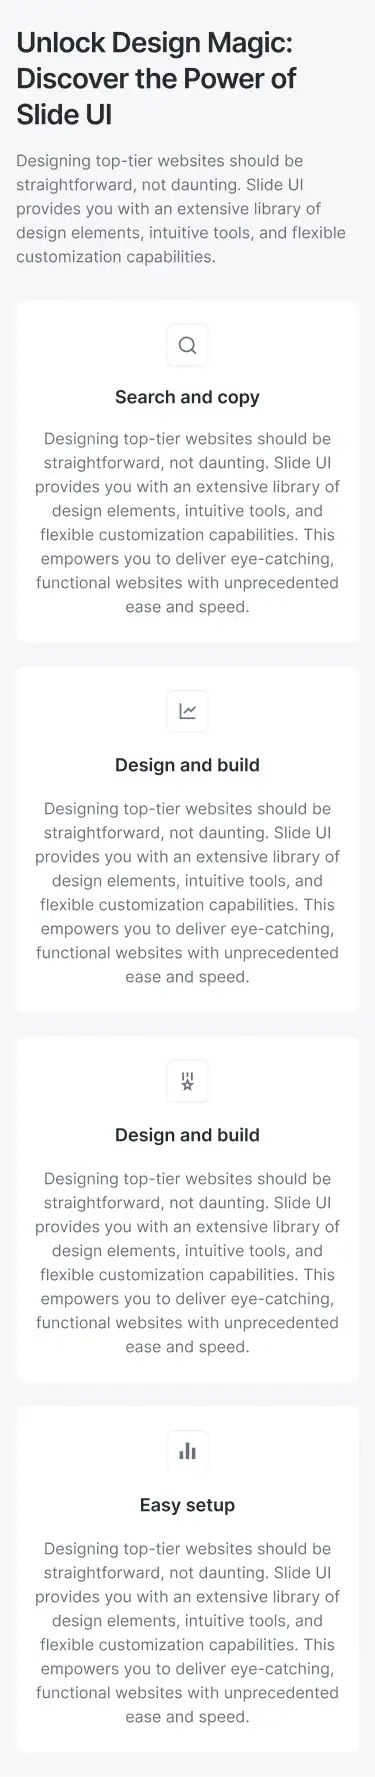 Unlock Design Magic:
Discover the Power of
Slide UI
Designing top-tier websites should be
straightforward, not daunting. Slide UI
provides you with an extensive library of
design elements, intuitive tools, and flexible
customization capabilities.
Search and copy
Designing top-tier websites should be
straightforward, not daunting. Slide UI
provides you with an extensive library of
design elements, intuitive tools, and
flexible customization capabilities. This
empowers you to deliver eye-catching,
functional websites with unprecedented
ease and speed.
Design and build
Designing top-tier websites should be
straightforward, not daunting. Slide UI
provides you with an extensive library of
design elements, intuitive tools, and
flexible customization capabilities. This
empowers you to deliver eye-catching,
functional websites with unprecedented
ease and speed.
Design and build
Designing top-tier websites should be
straightforward, not daunting. Slide UI
provides you with an extensive library of
design elements, intuitive tools, and
flexible customization capabilities. This
empowers you to deliver eye-catching,
functional websites with unprecedented
ease and speed.
Easy setup
Designing top-tier websites should be
straightforward, not daunting. Slide UI
provides you with an extensive library of
design elements, intuitive tools, and
flexible customization capabilities. This
empowers you to deliver eye-catching,
functional websites with unprecedented
ease and speed.